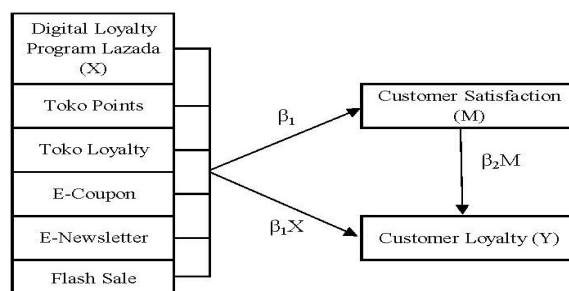 Digital Loyalty
Program Lazada
(X)
Toko Points
Toko Loyalty
E-Coupon
E-Newsletter
Flash Sale
β₁
β₁X
Customer Satisfaction
(M)
β₂M
Customer Loyalty (Y)